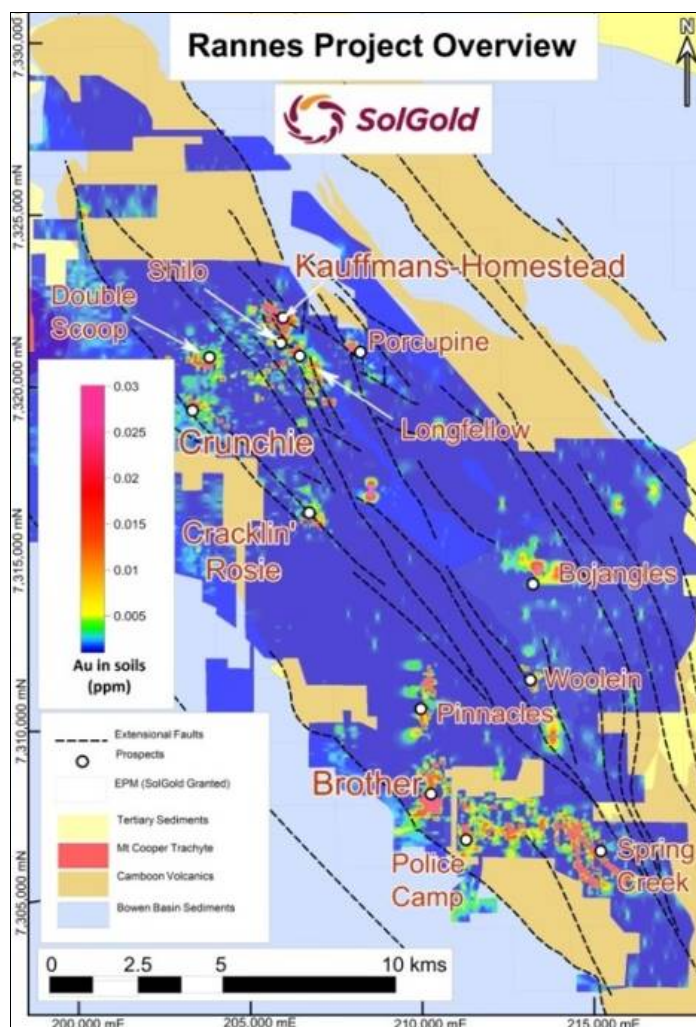 Rannes Project Overview
SolGold
7,330,000 mN
7,325,000 mN
7,320,000 mN
7,315,000 mN
7,310,000 mN
7,305,000 mN
Kauffmans-Homestead
Shilo
Double
Scoop
Porcupine
Crunchie
Longfellow
Cracklin'
Rosie
Bojangles
Woolein
Pinnacles
Brother
Police
Camp
Spring
Creek
0.03
0.025
0.02
0.015
0.01
0.005
Au in soils
(ppm)
Extensional Faults
Prospects
EPM (SolGold Granted)
Tertiary Sediments
Mt Cooper Trachyte
Camboon Volcanics
Bowen Basin Sediments
0 2.5 5 10 kms
200,000 mE 205,000 mE 210,000 mE 215,000 mE